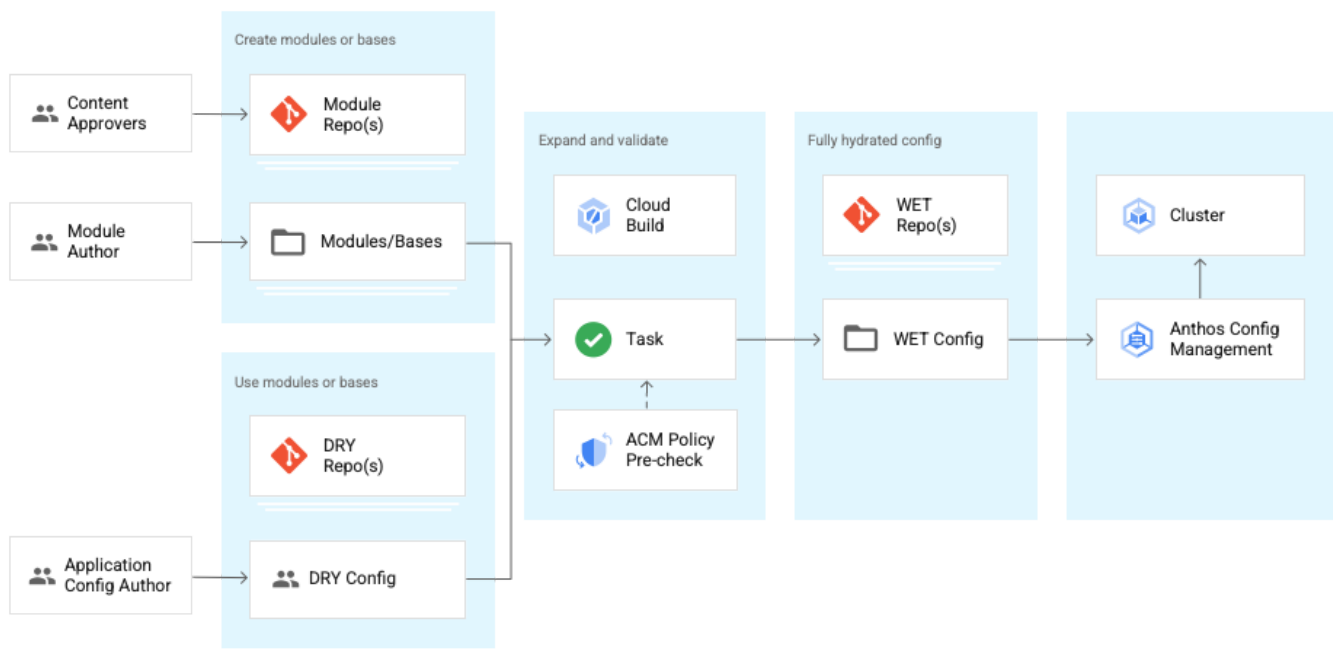 Create modules or bases
Content
Approvers
Module
Repo(s)
Module
Author
Modules/Bases
Use modules or bases
DRY
Repo(s)
Application
Config Author
DRY Config
Expand and validate
Cloud
Build
Task
ACM Policy
Pre-check
Fully hydrated config
WET
Repo(s)
WET Config
Cluster
Anthos Config
Management